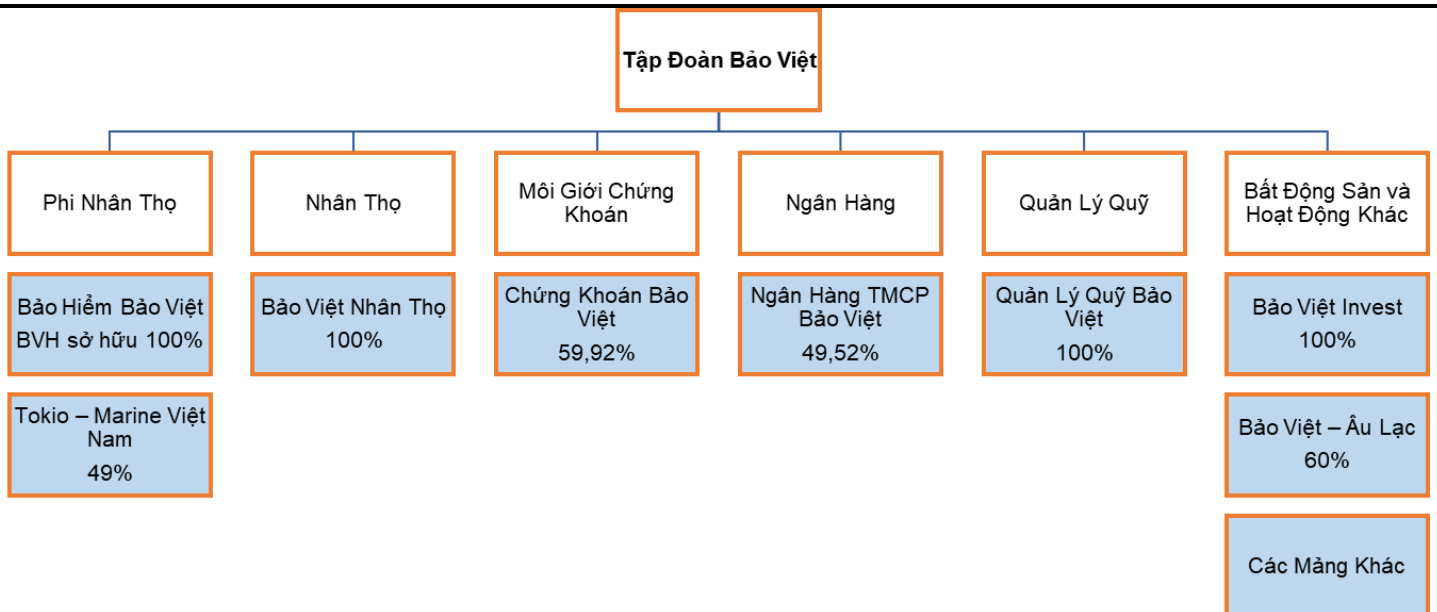 Tập Đoàn Bảo Việt
Phi Nhân Thọ
Nhân Thọ
Môi Giới Chứng
Khoán
Ngân Hàng
Quản Lý Quỹ
Bất Động Sản và
Hoạt Động Khác
Bảo Hiểm Bảo Việt
BVH sở hữu 100%
Bảo Việt Nhân Thọ
100%
Chứng Khoán Bảo
Việt
59,92%
Ngân Hàng TMCP
Bảo Việt
49,52%
Quản Lý Quỹ Bảo
Việt
100%
Bảo Việt Invest
100%
Tokio – Marine Việt
Nam
49%
Bảo Việt – Âu Lạc
60%
Các Mảng Khác